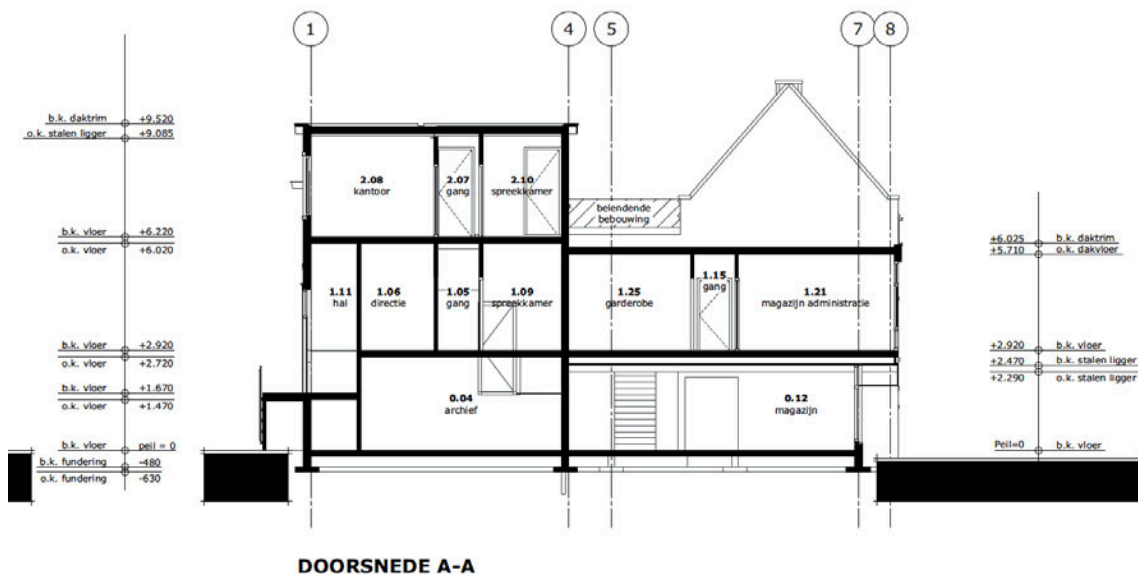 1
4
5
7
8
b.k. daktrim +9.520
o.k. stalen ligger +9.085
2.08
kantoor
2.07
gang
2.10
spreekkamer
belendende
bebouwing
b.k. vloer +6.220
o.k. vloer +6.020
+6.025 b.k. daktrim
+5.710 o.k. dakvloer
1.11
hal
1.06
directie
1.05
gang
1.09
spreekkamer
1.25
garderobe
1.15
gang
1.21
magazijn administratie
b.k. vloer +2.920
o.k. vloer +2.720
b.k. vloer +1.670
o.k. vloer +1.470
+2.920 b.k. vloer
+2.470 b.k. stalen ligger
+2.290 o.k. stalen ligger
0.04
archief
0.12
magazijn
b.k. vloer peil = 0
b.k. fundering -480
o.k. fundering -630
Peil=0 b.k. vloer
DOORSNEDE A-A